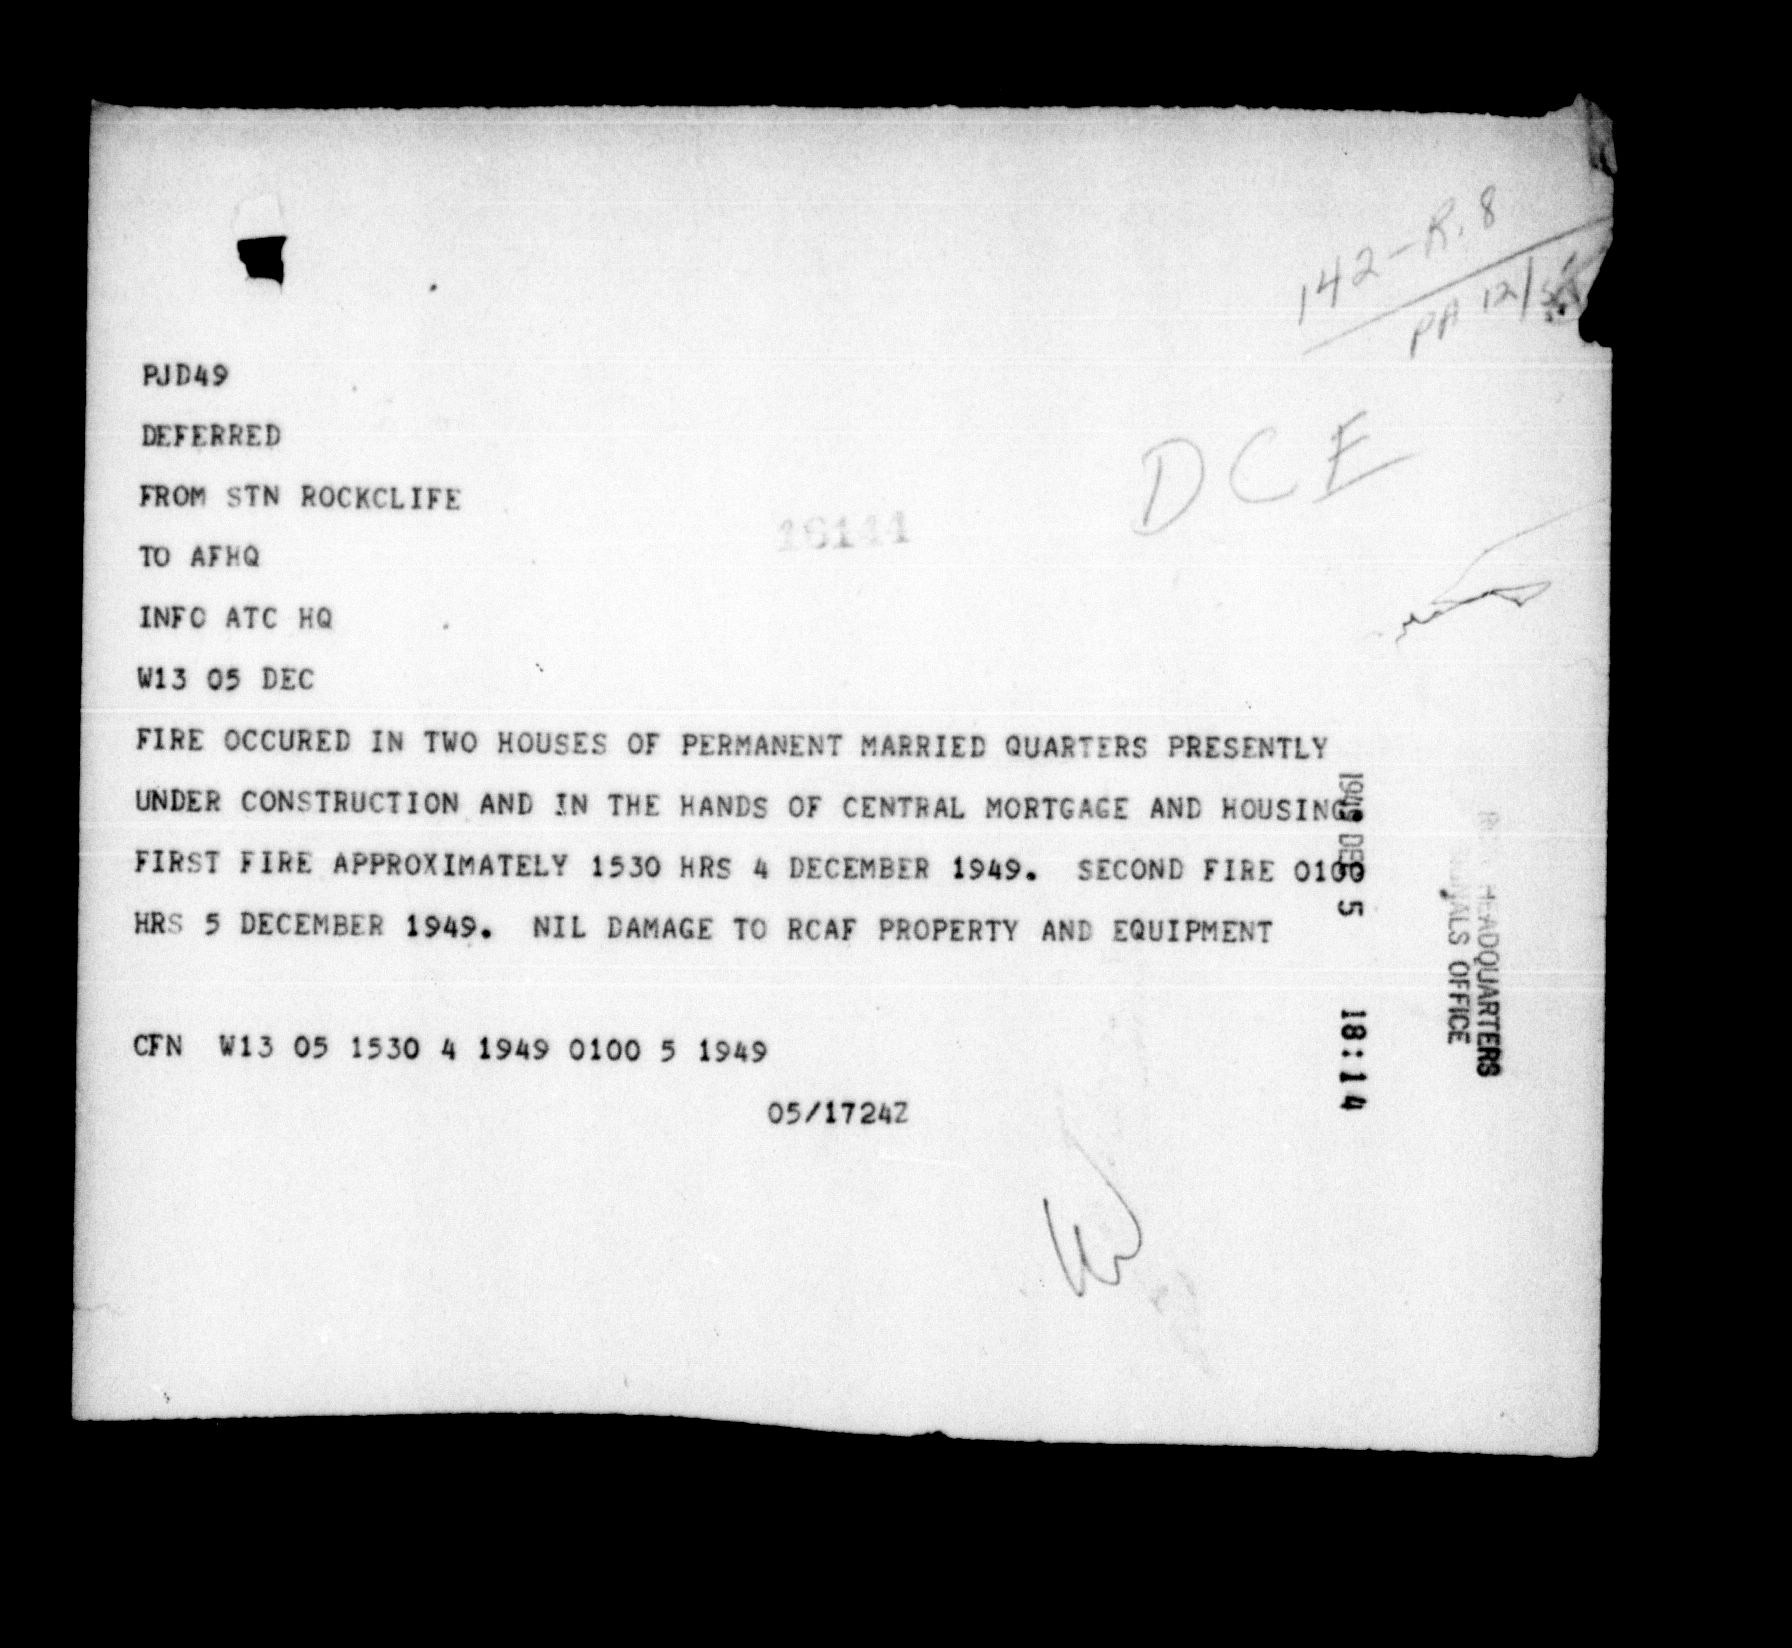 142-R.8
PA 12/
DCE
PJD49
DEFERRED
FROM STN ROCKCLIFE
16144
TO AFHQ
INFO ATC HQ
W13 05 DEC
FIRE OCCURED IN TWO HOUSES OF PERMANENT MARRIED QUARTERS PRESENTLY
UNDER CONSTRUCTION AND IN THE HANDS OF CENTRAL MORTGAGE AND HOUSING.
FIRST FIRE APPROXIMATELY 1530 HRS 4 DECEMBER 1949. SECOND FIRE 0100
HRS 5 DECEMBER 1949. NIL DAMAGE TO RCAF PROPERTY AND EQUIPMENT
CFN W13 05 1530 4 1949 0100 5 1949
05/1724Z
1949 DEC 5 18:14
HEADQUARTERS
SIGNALS OFFICE